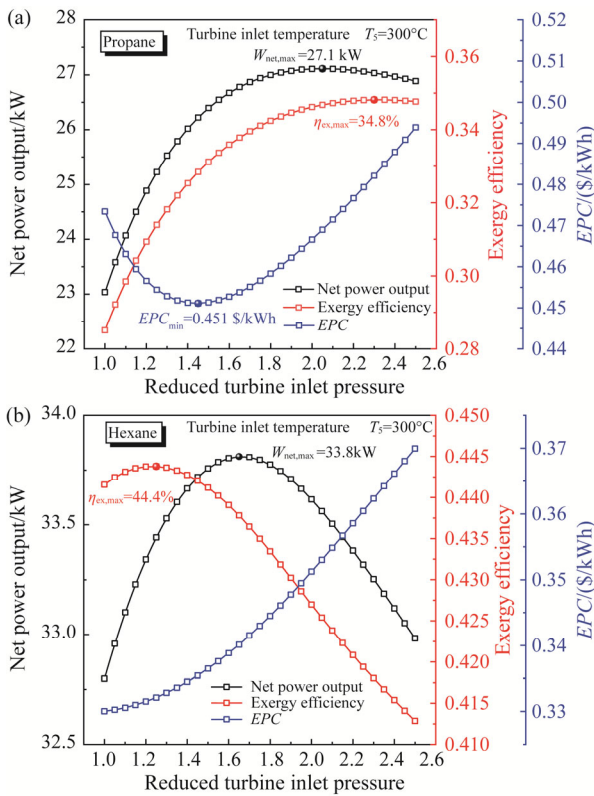 (a)
Propane
Turbine inlet temperature T5=300°C
Wnet,max=27.1 kW
ηex,max=34.8%
EPCmin=0.451 $/kWh
Net power output
Exergy efficiency
EPC
Net power output/kW
28
27
26
25
24
23
22
Exergy efficiency
0.36
0.34
0.32
0.30
0.28
EPC/($/kWh)
0.52
0.51
0.50
0.49
0.48
0.47
0.46
0.45
0.44
1.0 1.2 1.4 1.6 1.8 2.0 2.2 2.4 2.6
Reduced turbine inlet pressure
(b)
Hexane
Turbine inlet temperature T5=300°C
Wnet,max=33.8kW
ηex,max=44.4%
Net power output
Exergy efficiency
EPC
Net power output/kW
34.0
33.5
33.0
32.5
Exergy efficiency
0.450
0.445
0.440
0.435
0.430
0.425
0.420
0.415
0.410
EPC/($/kWh)
0.37
0.36
0.35
0.34
0.33
1.0 1.2 1.4 1.6 1.8 2.0 2.2 2.4 2.6
Reduced turbine inlet pressure